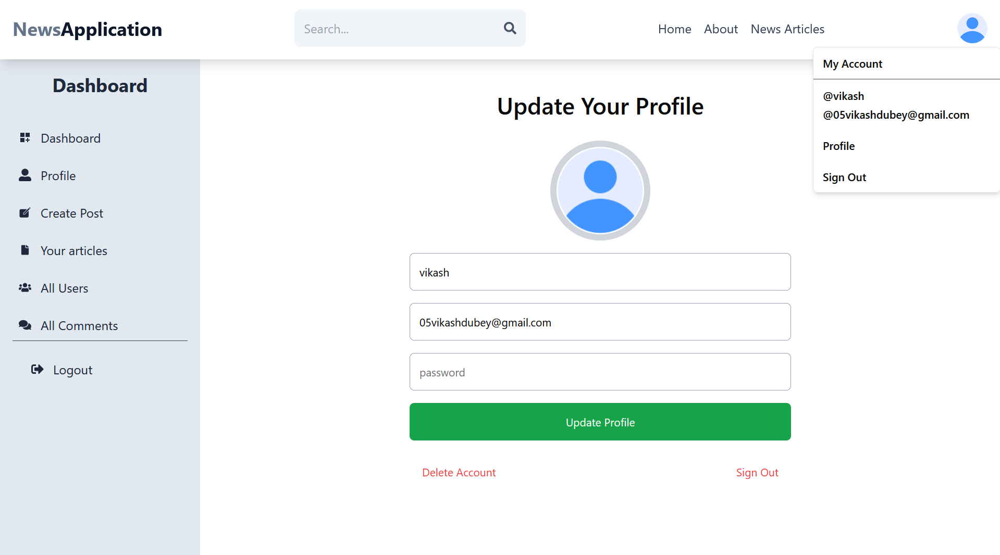 NewsApplication
Search...
Home
About
News Articles
My Account
@vikash
@05vikashdubey@gmail.com
Profile
Sign Out
Dashboard
Dashboard
Profile
Create Post
Your articles
All Users
All Comments
Logout
Update Your Profile
vikash
05vikashdubey@gmail.com
password
Update Profile
Delete Account
Sign Out